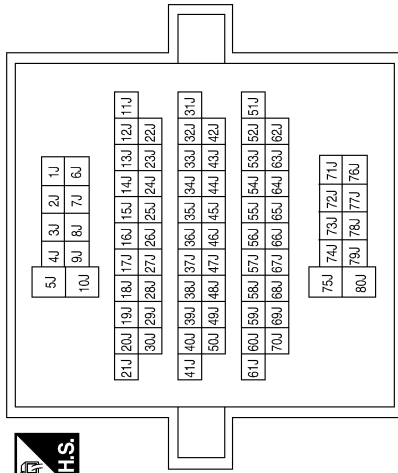 H.S.
5J 4J 3J 2J 1J
10J 9J 8J 7J 6J
21J 20J 19J 18J 17J 16J 15J 14J 13J 12J 11J
30J 29J 28J 27J 26J 25J 24J 23J 22J
41J 40J 39J 38J 37J 36J 35J 34J 33J 32J 31J
50J 49J 48J 47J 46J 45J 44J 43J 42J
61J 60J 59J 58J 57J 56J 55J 54J 53J 52J 51J
70J 69J 68J 67J 66J 65J 64J 63J 62J
75J 74J 73J 72J 71J
80J 79J 78J 77J 76J